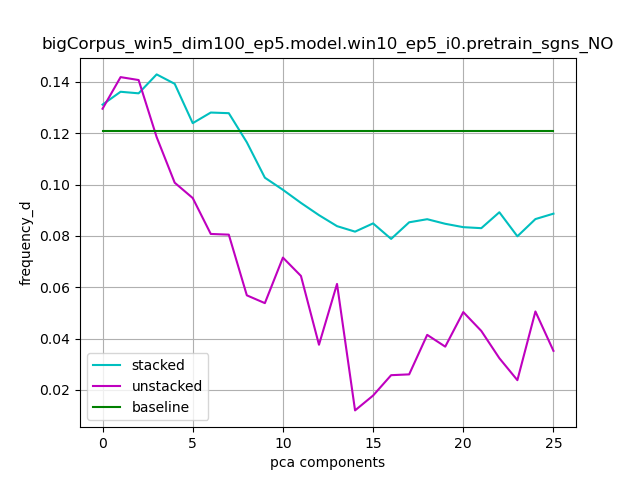 bigCorpus_win5_dim100_ep5.model.win10_ep5_i0.pretrain_sgns_NO
0.14
0.12
0.10
0.08
0.06
0.04
0.02
frequency_d
stacked
unstacked
baseline
0 5 10 15 20 25
pca components